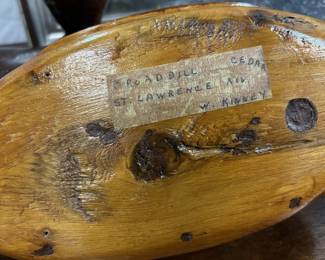 BROADBILL CEDAR
ST. LAWRENCE RIV.
W. KINNEY